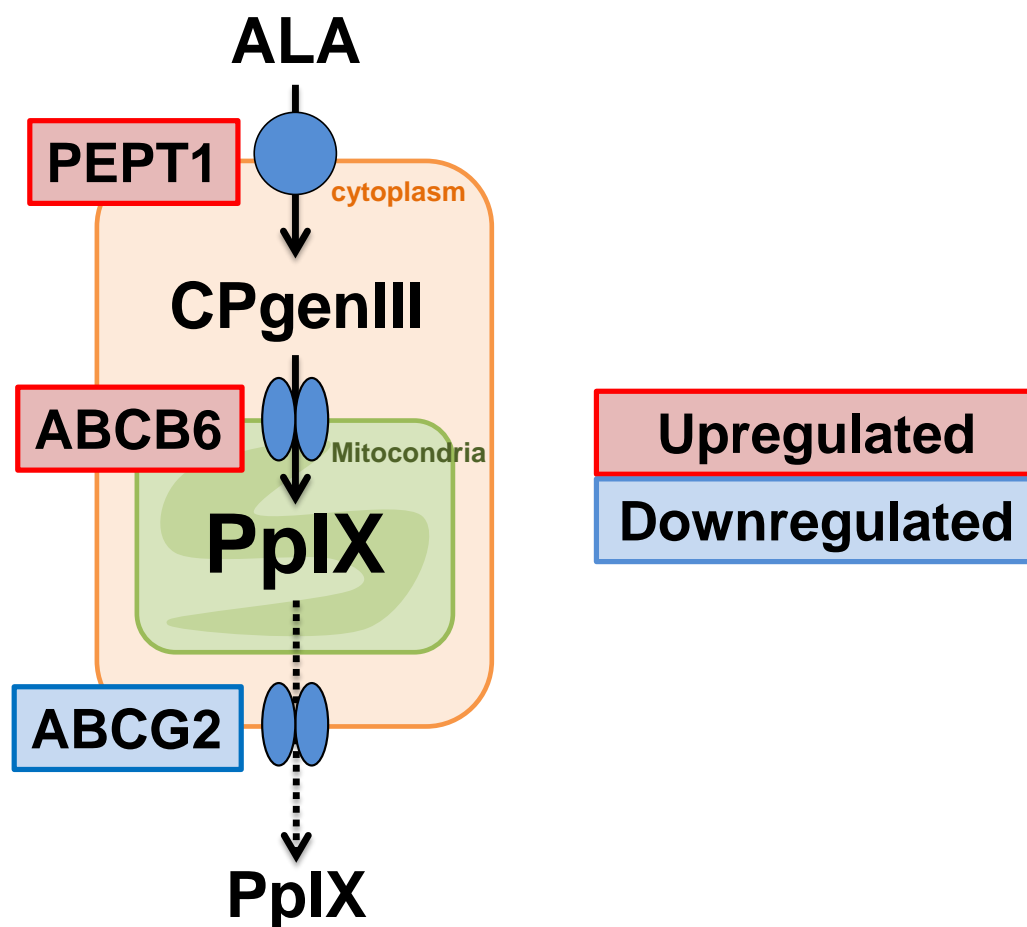 ALA
PEPT1
cytoplasm
CPgenIII
ABCB6
Mitocondria
PpIX
ABCG2
PpIX
Upregulated
Downregulated